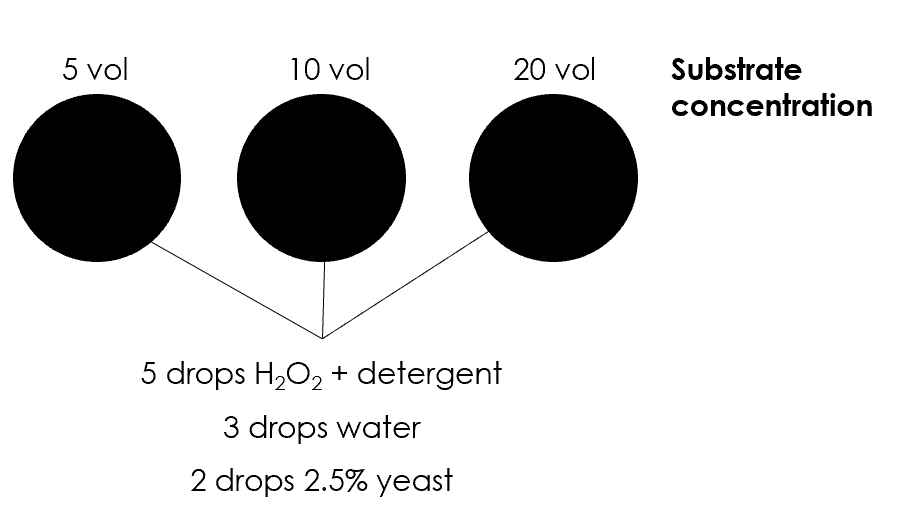 5 vol
10 vol
20 vol
Substrate
concentration
5 drops H₂O₂ + detergent
3 drops water
2 drops 2.5% yeast